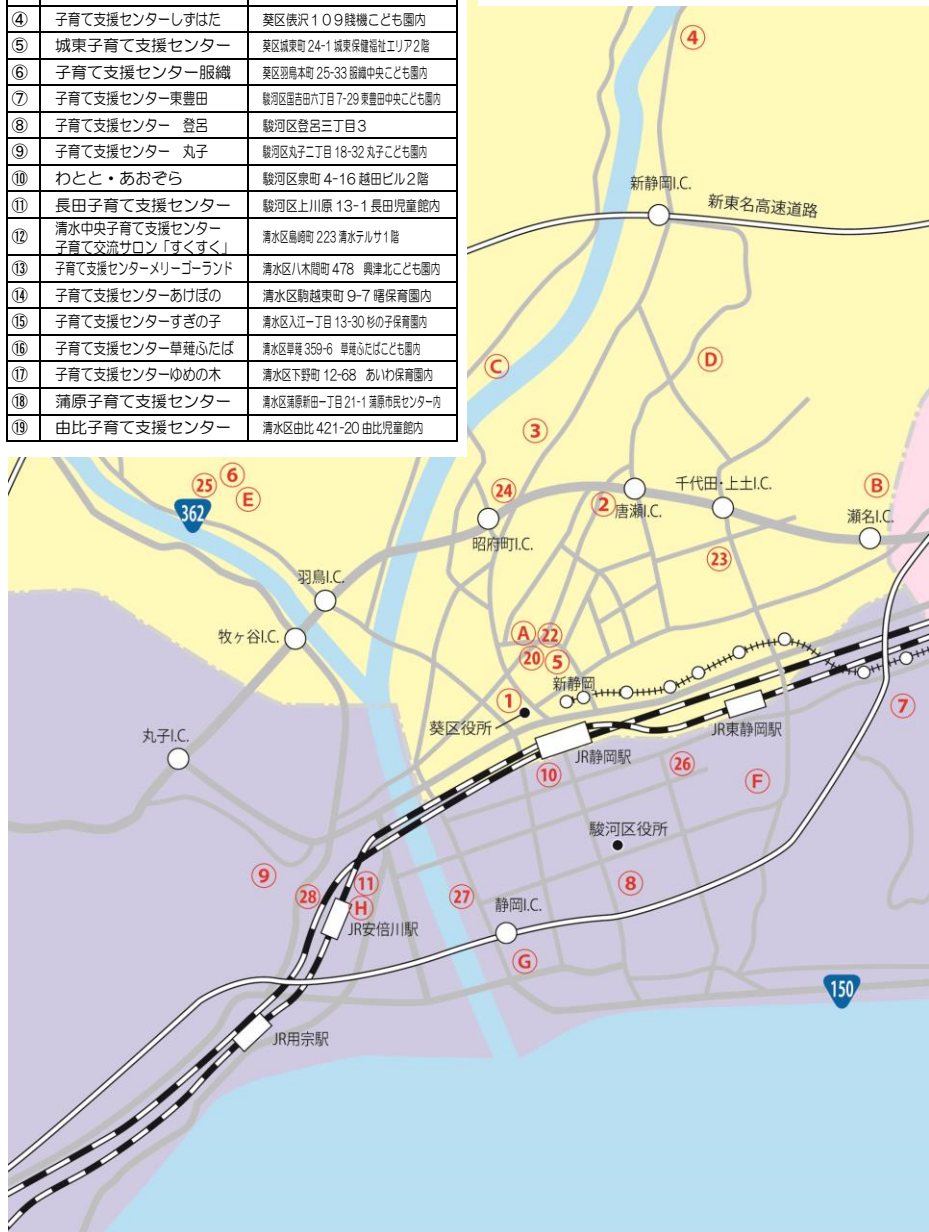 ④ 子育て支援センターしずはた 葵区俵沢109賤機こども園内
⑤ 城東子育て支援センター 葵区城東町24-1 城東保健福祉エリア2階
⑥ 子育て支援センター服織 葵区羽鳥本町25-33 服織中央こども園内
⑦ 子育て支援センター東豊田 駿河区国吉田六丁目7-29 東豊田中央こども園内
⑧ 子育て支援センター 登呂 駿河区登呂三丁目3
⑨ 子育て支援センター 丸子 駿河区丸子二丁目18-32 丸子こども園内
⑩ わとと・あおぞら 駿河区泉町4-16 越田ビル2階
⑪ 長田子育て支援センター 駿河区上川原13-1 長田児童館内
⑫ 清水中央子育て支援センター
子育て交流サロン「すくすく」 清水区島崎町223 清水テルサ1階
⑬ 子育て支援センターメリーゴーランド 清水区八木間町478 興津北こども園内
⑭ 子育て支援センターあけぼの 清水区駒越東町9-7 曙保育園内
⑮ 子育て支援センターすぎの子 清水区入江一丁目13-30 杉の子保育園内
⑯ 子育て支援センター草薙ふたば 清水区草薙359-6 草薙ふたばこども園内
⑰ 子育て支援センターゆめの木 清水区下野町12-68 あいわ保育園内
⑱ 蒲原子育て支援センター 清水区蒲原新田一丁目21-1 蒲原市民センター内
⑲ 由比子育て支援センター 清水区由比421-20 由比児童館内
4
新静岡I.C.
新東名高速道路
C
D
3
25
6
E
362
24
2
唐瀬I.C.
千代田・上土I.C.
B
瀬名I.C.
昭府町I.C.
23
羽鳥I.C.
牧ヶ谷I.C.
A
22
20
5
新静岡
1
葵区役所
7
丸子I.C.
JR静岡駅
JR東静岡駅
10
26
F
駿河区役所
9
28
11
H
JR安倍川駅
27
8
静岡I.C.
G
150
JR用宗駅